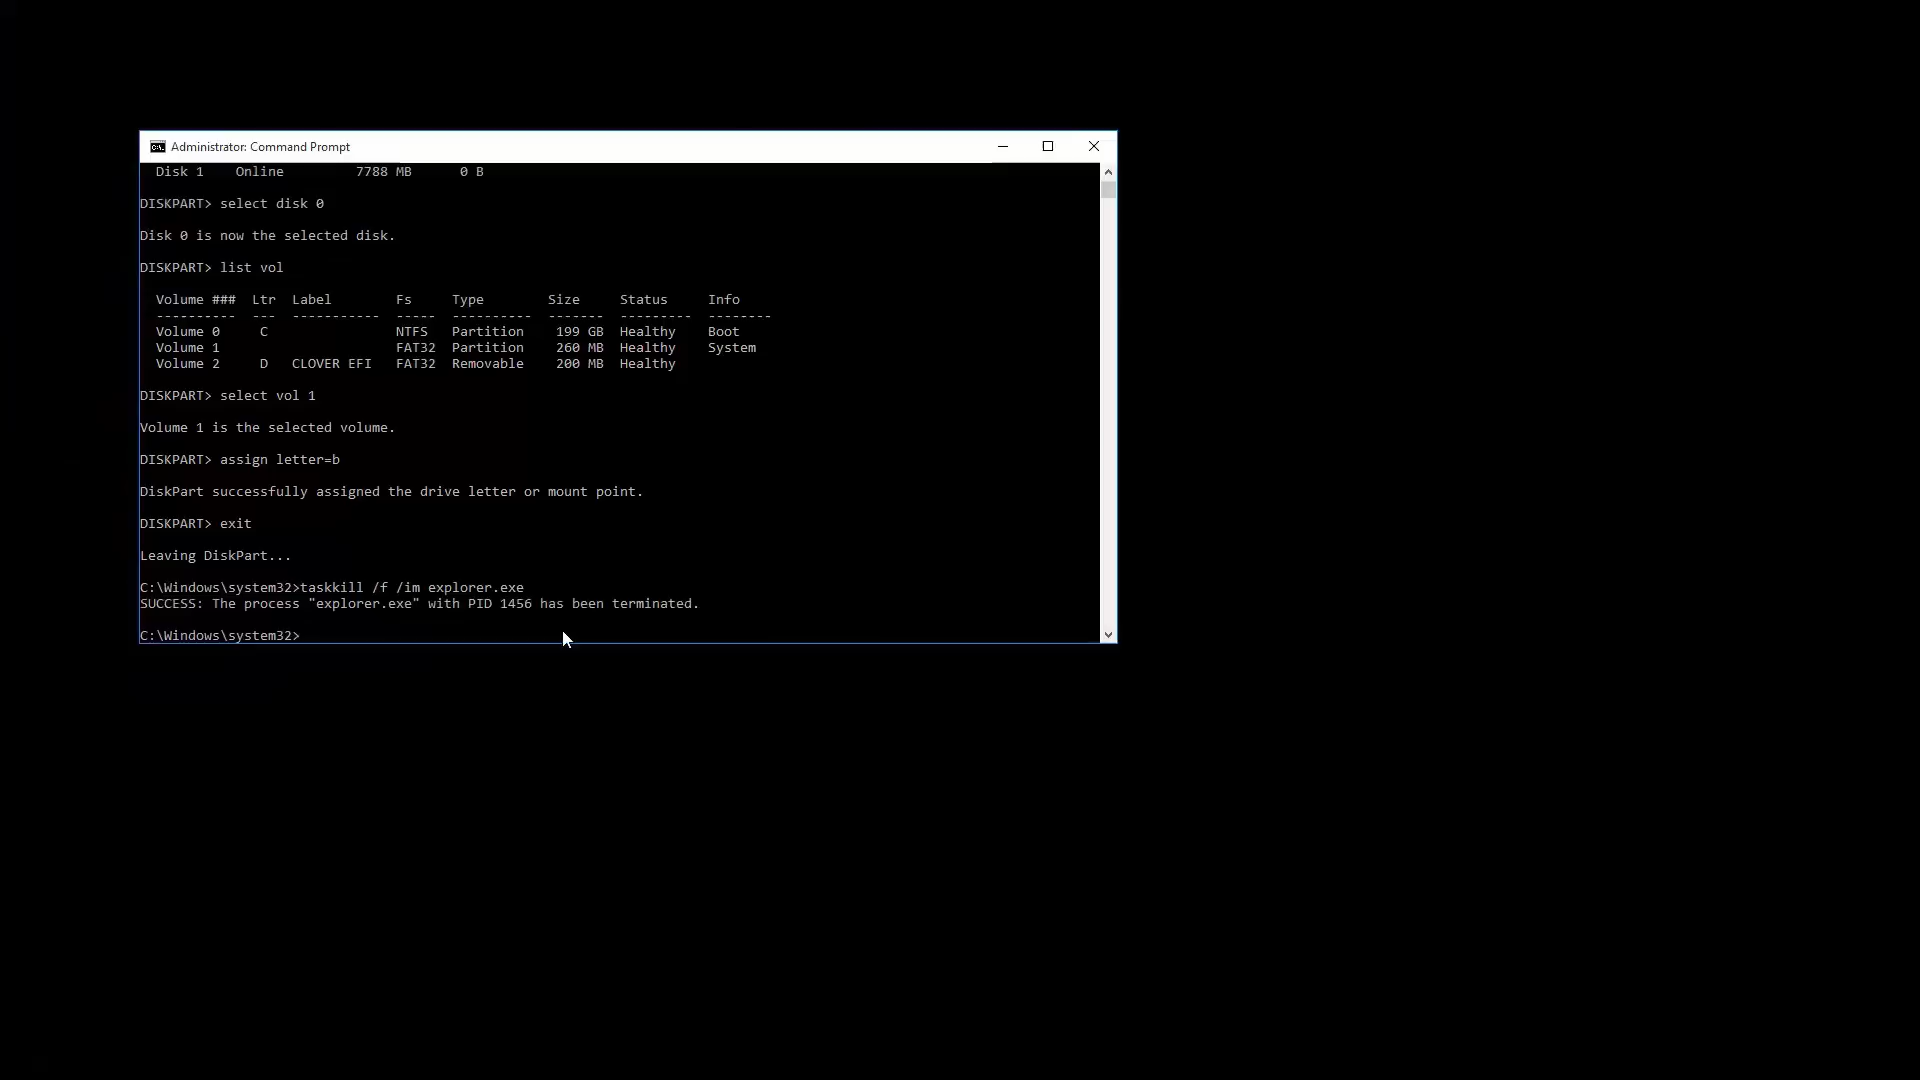 Administrator: Command Prompt
Disk 1    Online         7788 MB      0 B
DISKPART> select disk 0
Disk 0 is now the selected disk.
DISKPART> list vol
Volume ###  Ltr  Label        Fs     Type        Size     Status     Info
----------  ---  -----------  -----  ----------  -------  ---------  --------
Volume 0     C                NTFS   Partition    199 GB  Healthy    Boot
Volume 1                      FAT32  Partition    260 MB  Healthy    System
Volume 2     D   CLOVER EFI   FAT32  Removable    200 MB  Healthy
DISKPART> select vol 1
Volume 1 is the selected volume.
DISKPART> assign letter=b
DiskPart successfully assigned the drive letter or mount point.
DISKPART> exit
Leaving DiskPart...
C:\Windows\system32>taskkill /f /im explorer.exe
SUCCESS: The process "explorer.exe" with PID 1456 has been terminated.
C:\Windows\system32>